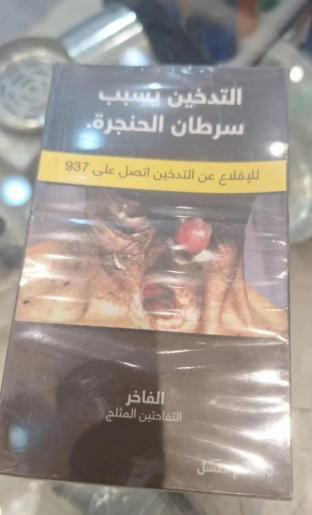 التدخين يسبب
سرطان الحنجرة.
للإقلاع عن التدخين اتصل على 937
الفاخر
التفاحتين المثلج